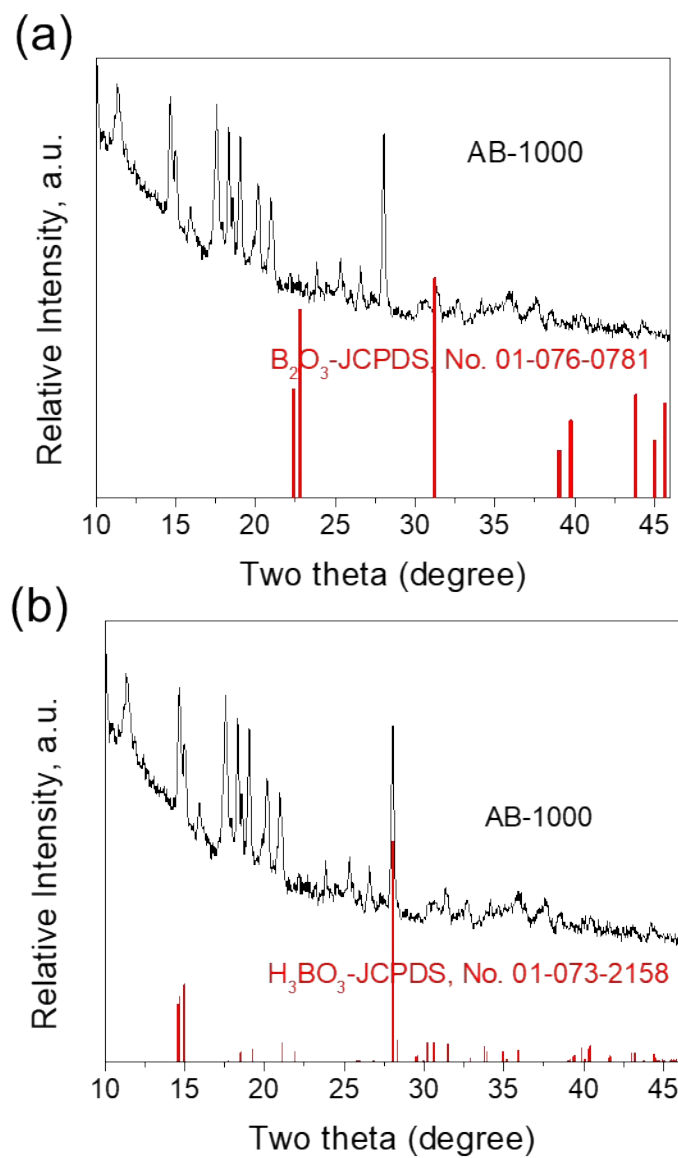 (a)
Relative Intensity, a.u.
AB-1000
B₂O₃-JCPDS, No. 01-076-0781
10 15 20 25 30 35 40 45
Two theta (degree)
(b)
Relative Intensity, a.u.
AB-1000
H₃BO₃-JCPDS, No. 01-073-2158
10 15 20 25 30 35 40 45
Two theta (degree)